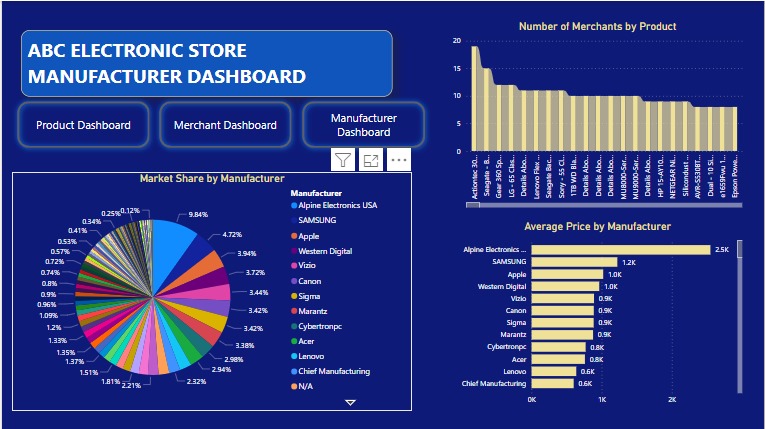 ABC ELECTRONIC STORE
MANUFACTURER DASHBOARD
Product Dashboard
Merchant Dashboard
Manufacturer
Dashboard
Number of Merchants by Product
20
15
10
5
0
Actiontec 30...
Seagate - B...
Gear 360 Sp...
LG - 65 Clas...
Details Abo...
Lenovo Flex ...
Seagate Bac...
Sony - 55 Cl...
1TB WD Bla...
Details Abo...
Details Abo...
Details Abo...
MU8000-Ser...
MU9000-Ser...
Details Abo...
HP 15-AY10...
NETGEAR Ni...
Silicondust ...
AVR-S530BT...
Dual - 10 Si...
e1659Fwu 1...
Epson Powe...
Market Share by Manufacturer
9.84%
4.72%
3.94%
3.72%
3.44%
3.42%
3.42%
3.38%
2.98%
2.94%
2.32%
2.21%
1.81%
1.51%
1.37%
1.35%
1.33%
1.2%
1.09%
0.96%
0.9%
0.8%
0.74%
0.72%
0.57%
0.53%
0.41%
0.34%
0.25%
0.12%
Manufacturer
Alpine Electronics USA
SAMSUNG
Apple
Western Digital
Vizio
Canon
Sigma
Marantz
Cybertronpc
Acer
Lenovo
Chief Manufacturing
N/A
Average Price by Manufacturer
Alpine Electronics ... 2.5K
SAMSUNG 1.2K
Apple 1.0K
Western Digital 1.0K
Vizio 0.9K
Canon 0.9K
Sigma 0.9K
Marantz 0.9K
Cybertronpc 0.8K
Acer 0.8K
Lenovo 0.6K
Chief Manufacturing 0.6K
0K 1K 2K